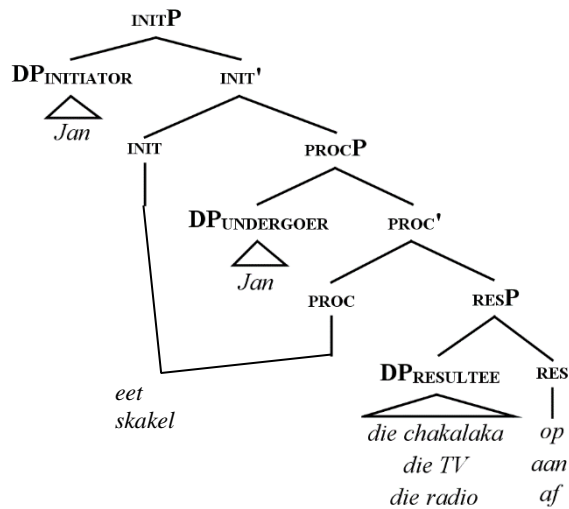 INITP
DPINITIATOR INIT'
Jan
INIT PROCP
DPUNDERGOER PROC'
Jan
PROC RESP
DPRESULTEE RES
eet
skakel
die chakalaka op
die TV aan
die radio af